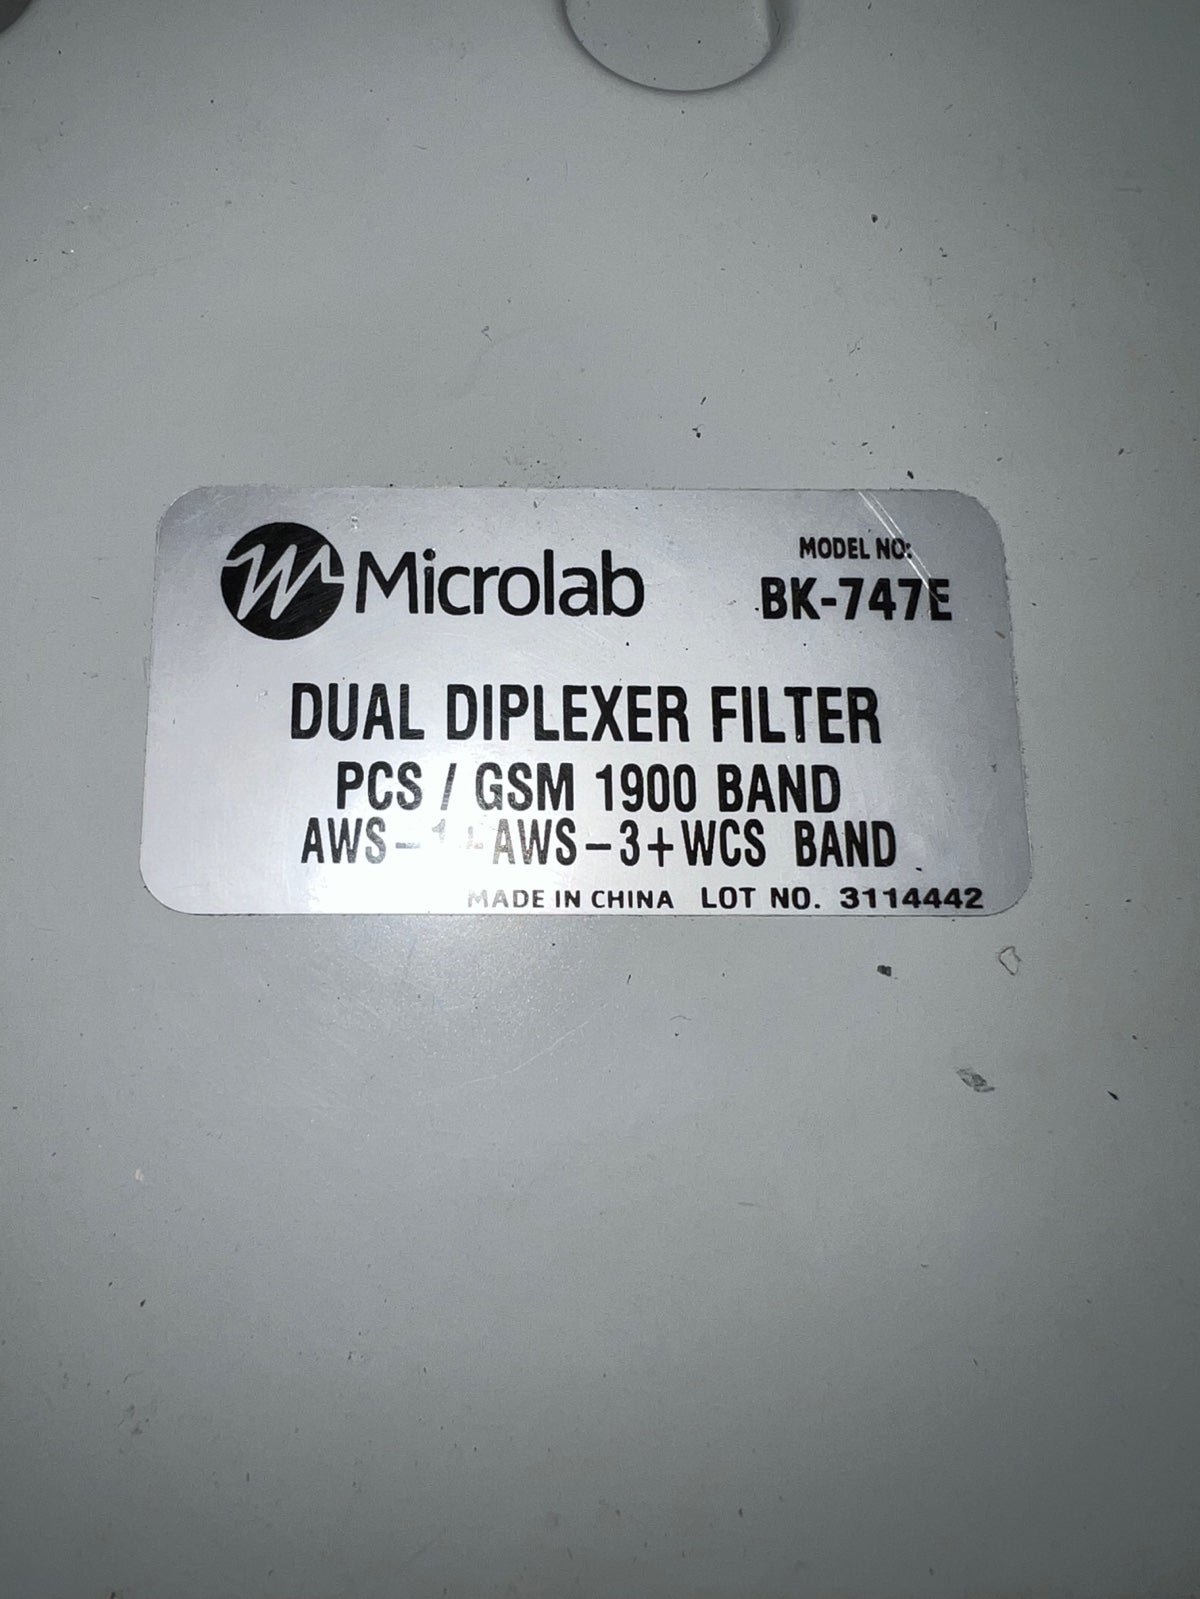 Microlab
MODEL NO:
BK-747E
DUAL DIPLEXER FILTER
PCS / GSM 1900 BAND
AWS-1+AWS-3+WCS BAND
MADE IN CHINA LOT NO. 3114442